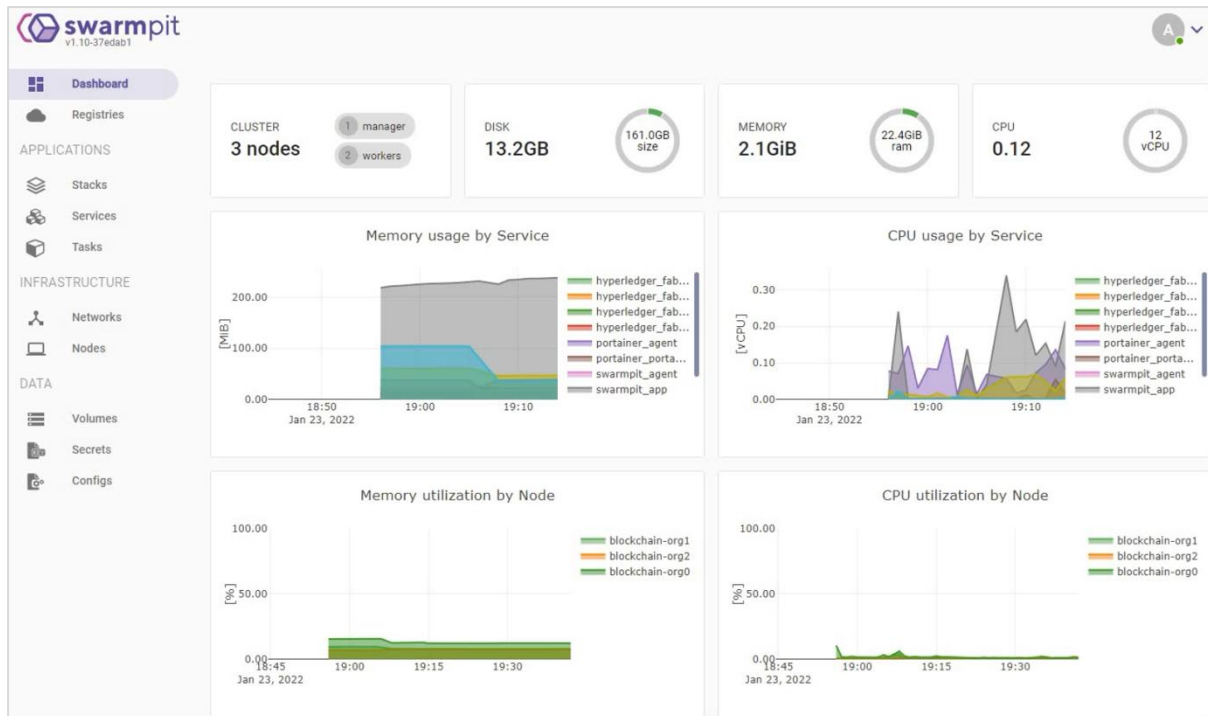 swarmpit
v1.10-37edab1
A
Dashboard
Registries
APPLICATIONS
Stacks
Services
Tasks
INFRASTRUCTURE
Networks
Nodes
DATA
Volumes
Secrets
Configs
CLUSTER
3 nodes
1 manager
2 workers
DISK
13.2GB
161.0GB
size
MEMORY
2.1GiB
22.4GiB
ram
CPU
0.12
12
vCPU
Memory usage by Service
[MiB]
200.00
100.00
0.00
18:50 19:00 19:10
Jan 23, 2022
hyperledger_fab...
hyperledger_fab...
hyperledger_fab...
hyperledger_fab...
portainer_agent
portainer_porta...
swarmpit_agent
swarmpit_app
CPU usage by Service
[vCPU]
0.30
0.20
0.10
0.00
18:50 19:00 19:10
Jan 23, 2022
hyperledger_fab...
hyperledger_fab...
hyperledger_fab...
hyperledger_fab...
portainer_agent
portainer_porta...
swarmpit_agent
swarmpit_app
Memory utilization by Node
[%]
100.00
50.00
0.00
18:45 19:00 19:15 19:30
Jan 23, 2022
blockchain-org1
blockchain-org2
blockchain-org0
CPU utilization by Node
[%]
100.00
50.00
0.00
18:45 19:00 19:15 19:30
Jan 23, 2022
blockchain-org1
blockchain-org2
blockchain-org0